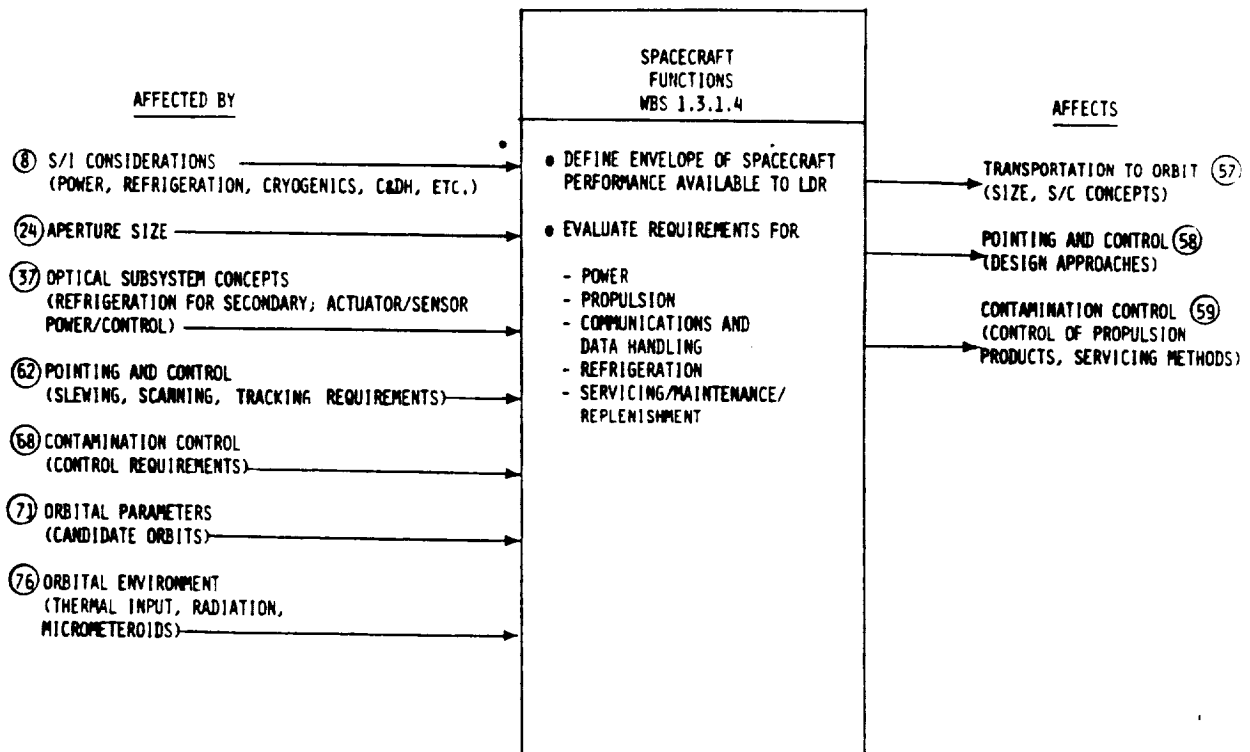 AFFECTED BY
⑧ S/I CONSIDERATIONS
(POWER, REFRIGERATION, CRYOGENICS, C&DH, ETC.)
㉔ APERTURE SIZE
㊲ OPTICAL SUBSYSTEM CONCEPTS
(REFRIGERATION FOR SECONDARY; ACTUATOR/SENSOR
POWER/CONTROL)
62 POINTING AND CONTROL
(SLEWING, SCANNING, TRACKING REQUIREMENTS)
68 CONTAMINATION CONTROL
(CONTROL REQUIREMENTS)
71 ORBITAL PARAMETERS
(CANDIDATE ORBITS)
76 ORBITAL ENVIRONMENT
(THERMAL INPUT, RADIATION,
MICROMETEROIDS)
SPACECRAFT
FUNCTIONS
WBS 1.3.1.4
• DEFINE ENVELOPE OF SPACECRAFT
PERFORMANCE AVAILABLE TO LDR
• EVALUATE REQUIREMENTS FOR
- POWER
- PROPULSION
- COMMUNICATIONS AND
DATA HANDLING
- REFRIGERATION
- SERVICING/MAINTENANCE/
REPLENISHMENT
AFFECTS
TRANSPORTATION TO ORBIT 57
(SIZE, S/C CONCEPTS)
POINTING AND CONTROL 58
(DESIGN APPROACHES)
CONTAMINATION CONTROL 59
(CONTROL OF PROPULSION
PRODUCTS, SERVICING METHODS)